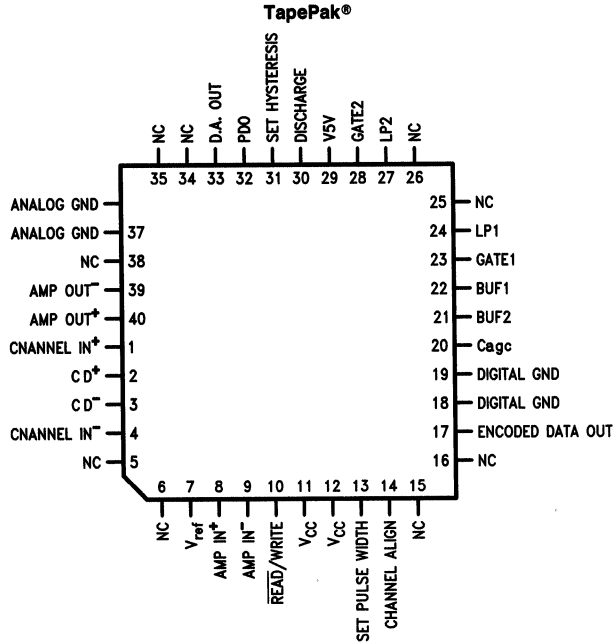 TapePak®
NC
NC
D.A. OUT
PDO
SET HYSTERESIS
DISCHARGE
V5V
GATE2
LP2
NC
35 34 33 32 31 30 29 28 27 26
ANALOG GND
ANALOG GND 37
NC 38
AMP OUT- 39
AMP OUT+ 40
CNANNEL IN+ 1
CD+ 2
CD- 3
CNANNEL IN- 4
NC 5
25 NC
24 LP1
23 GATE1
22 BUF1
21 BUF2
20 Cagc
19 DIGITAL GND
18 DIGITAL GND
17 ENCODED DATA OUT
16 NC
6 7 8 9 10 11 12 13 14 15
NC
Vref
AMP IN+
AMP IN-
READ/WRITE
VCC
VCC
SET PULSE WIDTH
CHANNEL ALIGN
NC